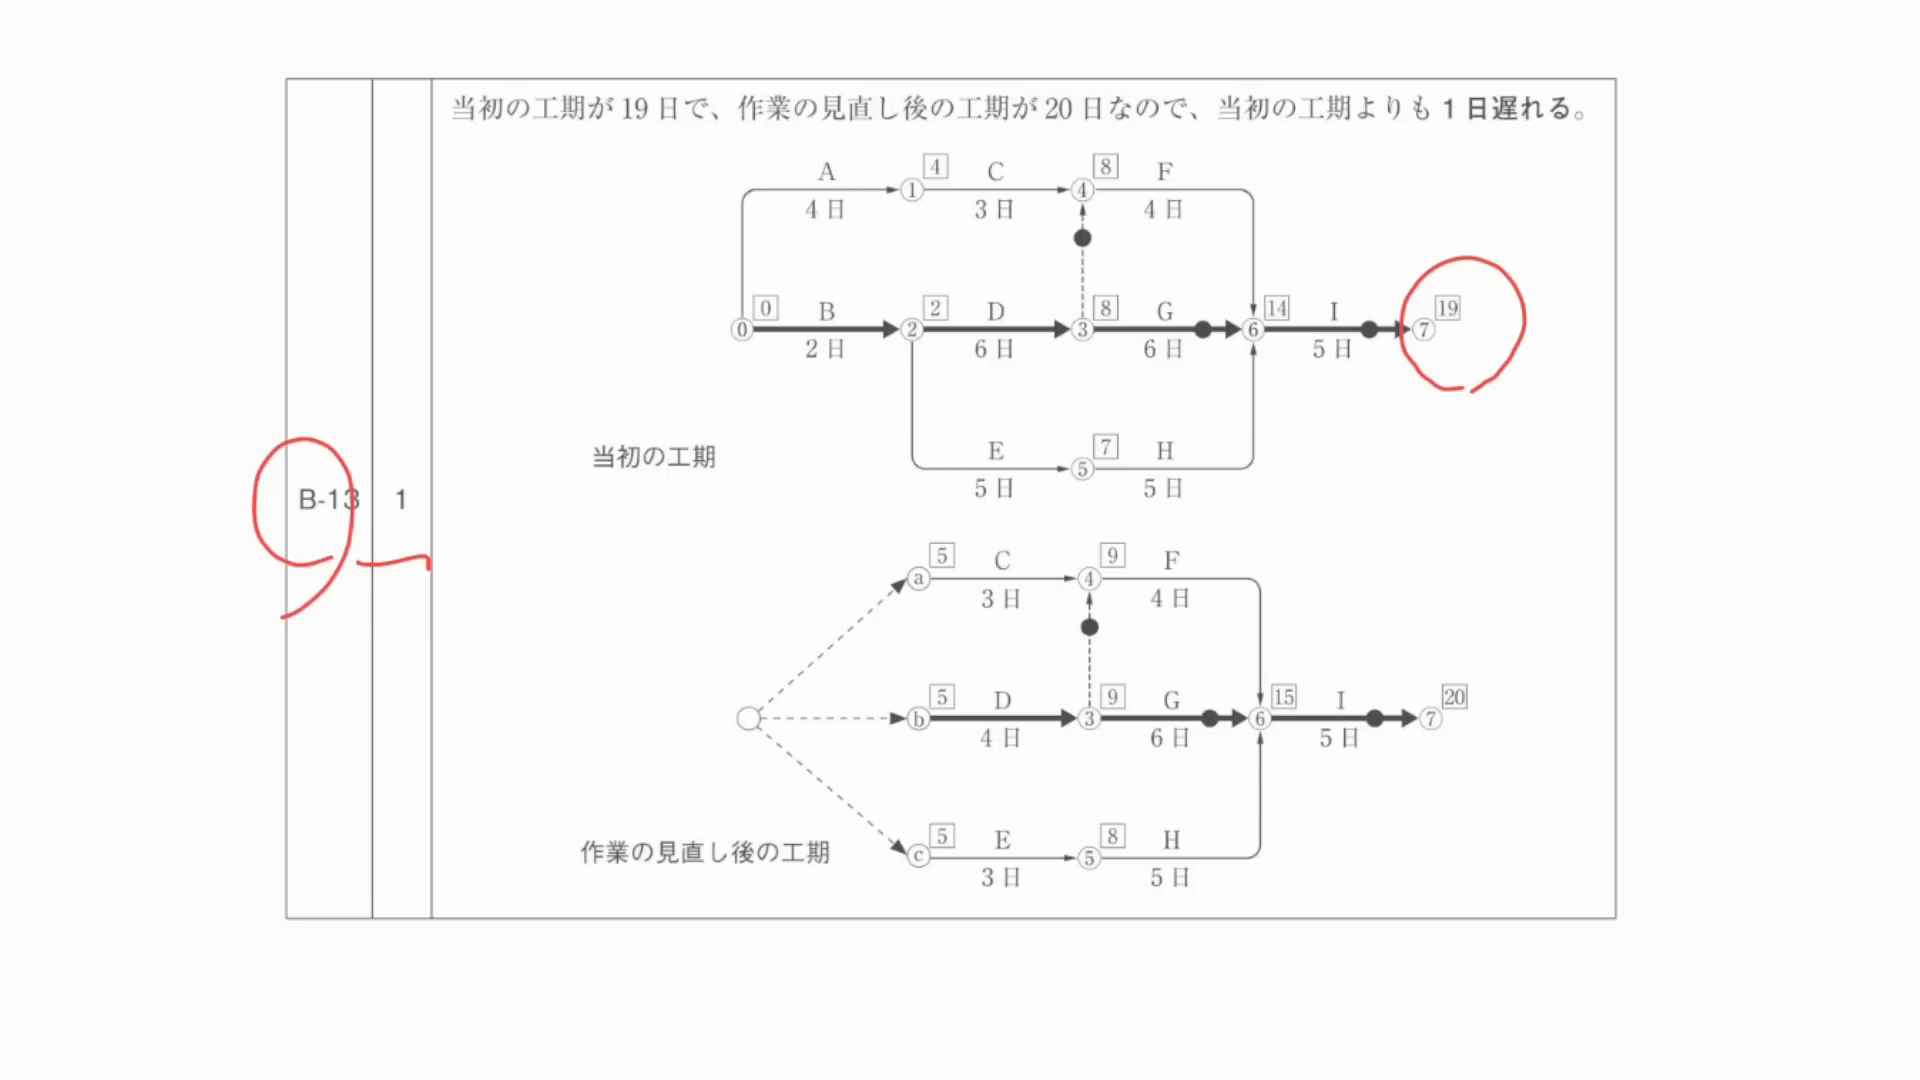 当初の工期が19日で、作業の見直し後の工期が20日なので、当初の工期よりも1日遅れる。
A 4 C 8 F
1 4
4日 3日 4日
0 B 2 D 8 G 14 I 19
0 2 3 6 7
2日 6日 6日 5日
当初の工期
E 7 H
5
5日 5日
B-13 1
5 C 9 F
a 4
3日 4日
5 D 9 G 15 I 20
b 3 6 7
4日 6日 5日
作業の見直し後の工期
5 E 8 H
c 5
3日 5日